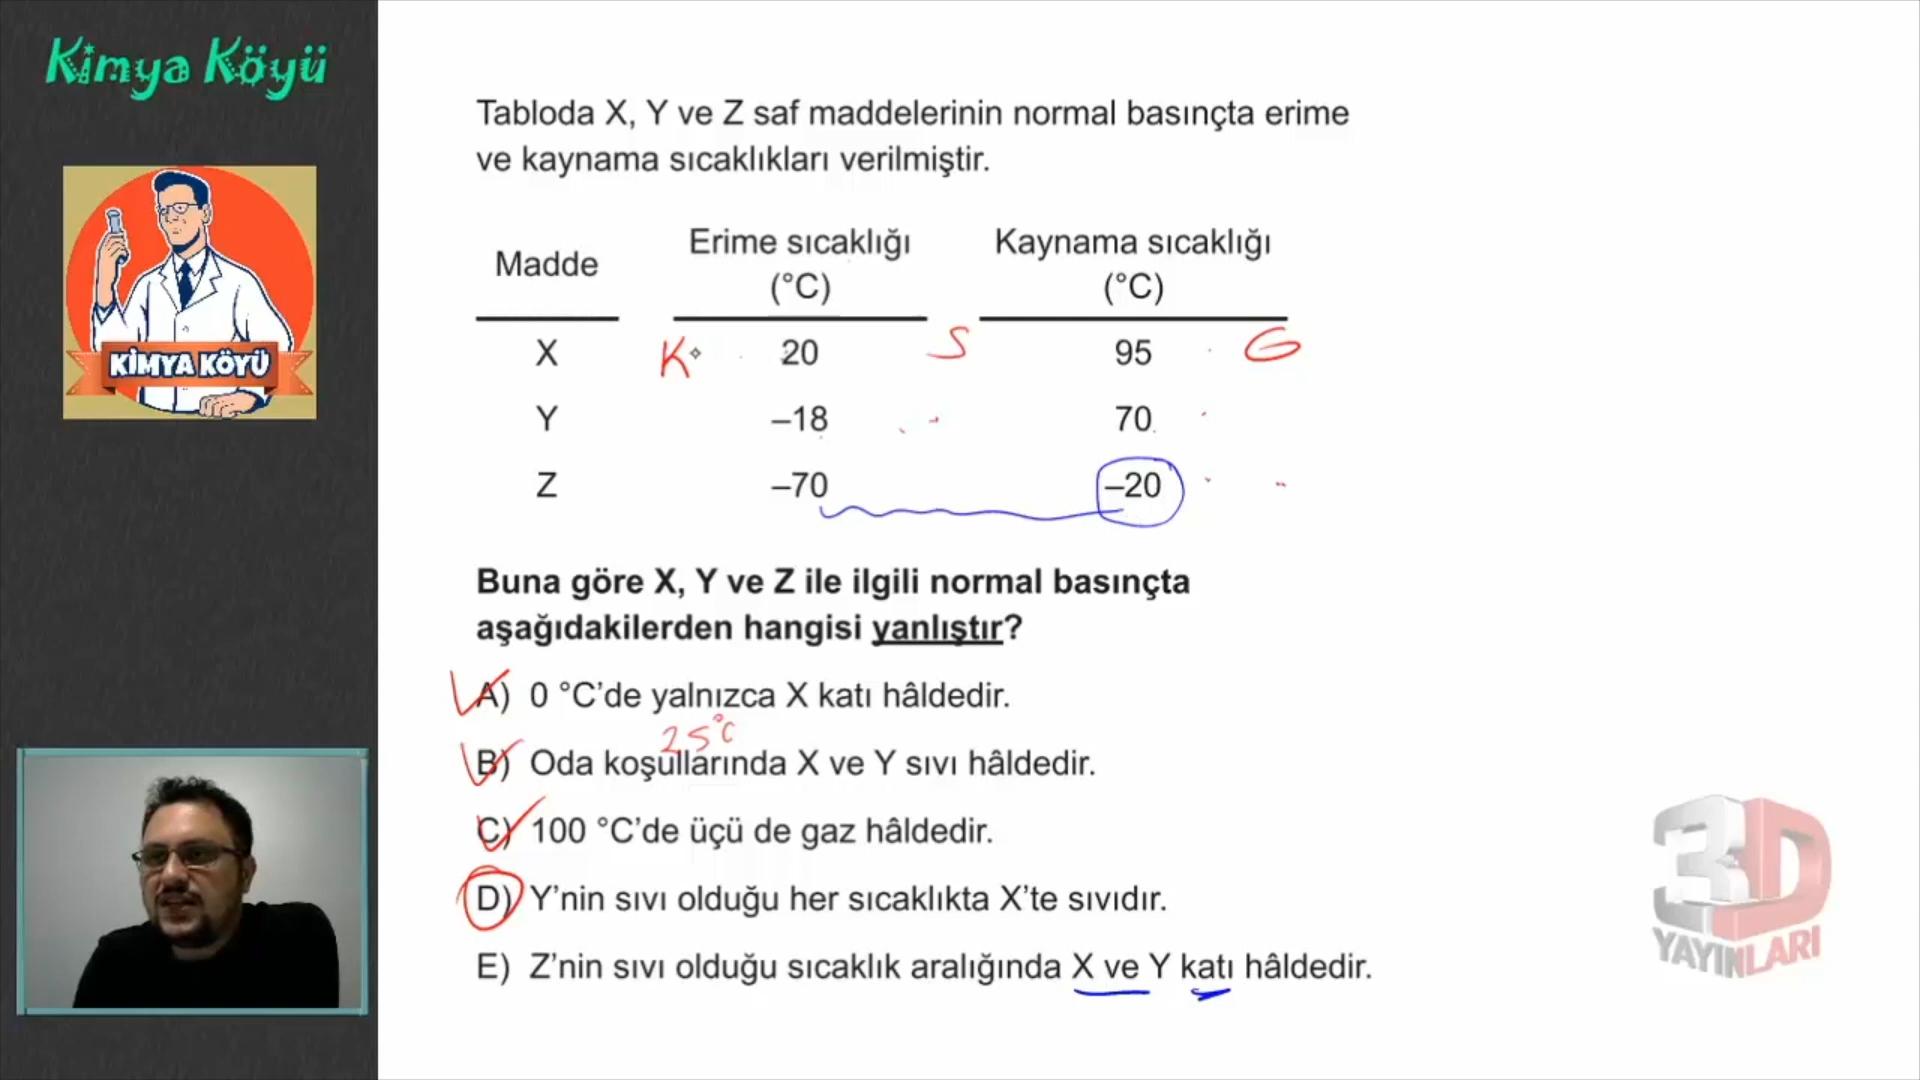 Kimya Köyü
KİMYA KÖYÜ
Tabloda X, Y ve Z saf maddelerinin normal basınçta erime
ve kaynama sıcaklıkları verilmiştir.
Madde Erime sıcaklığı (°C) Kaynama sıcaklığı (°C)
X K 20 S 95 G
Y –18 70
Z –70 –20
Buna göre X, Y ve Z ile ilgili normal basınçta
aşağıdakilerden hangisi yanlıştır?
A) 0 °C’de yalnızca X katı hâldedir.
25°C
B) Oda koşullarında X ve Y sıvı hâldedir.
C) 100 °C’de üçü de gaz hâldedir.
D) Y’nin sıvı olduğu her sıcaklıkta X’te sıvıdır.
E) Z’nin sıvı olduğu sıcaklık aralığında X ve Y katı hâldedir.
3D
YAYINLARI